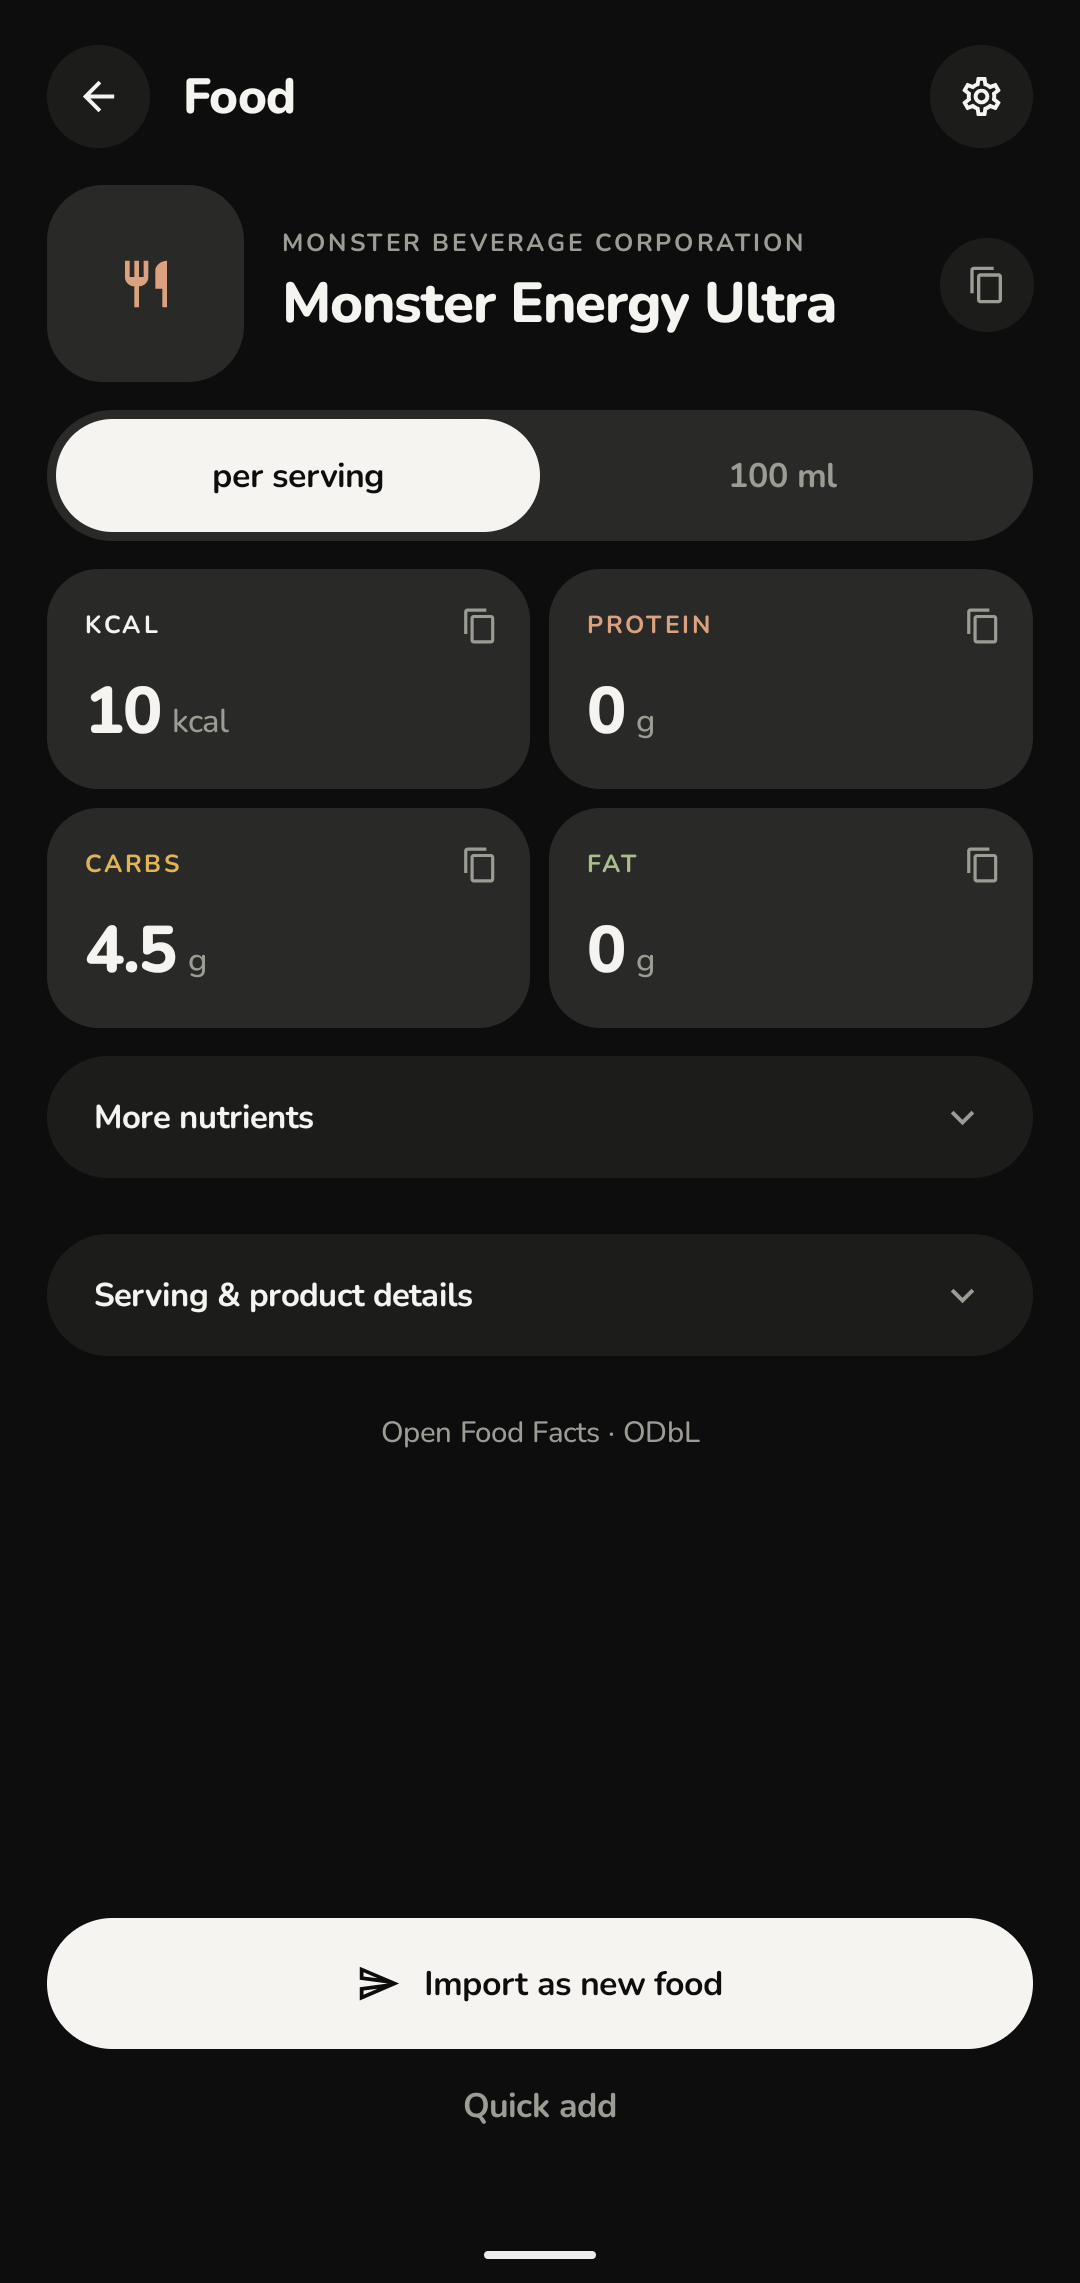 Food
MONSTER BEVERAGE CORPORATION
Monster Energy Ultra
per serving
100 ml
KCAL
10 kcal
PROTEIN
0 g
CARBS
4.5 g
FAT
0 g
More nutrients
Serving & product details
Open Food Facts · ODbL
Import as new food
Quick add